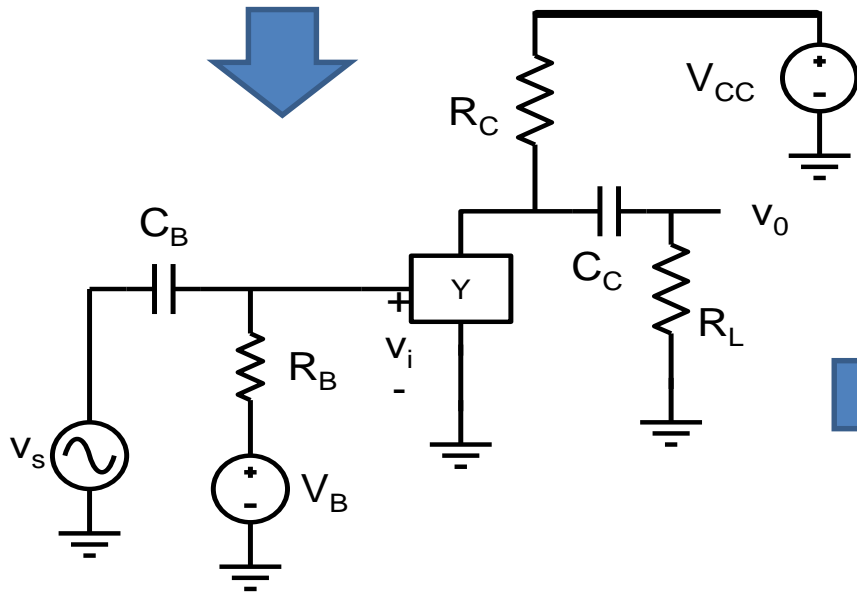 R_C
+
V_CC
-
C_B
v_0
C_C
Y
+
v_i
-
R_L
R_B
v_s
+
V_B
-